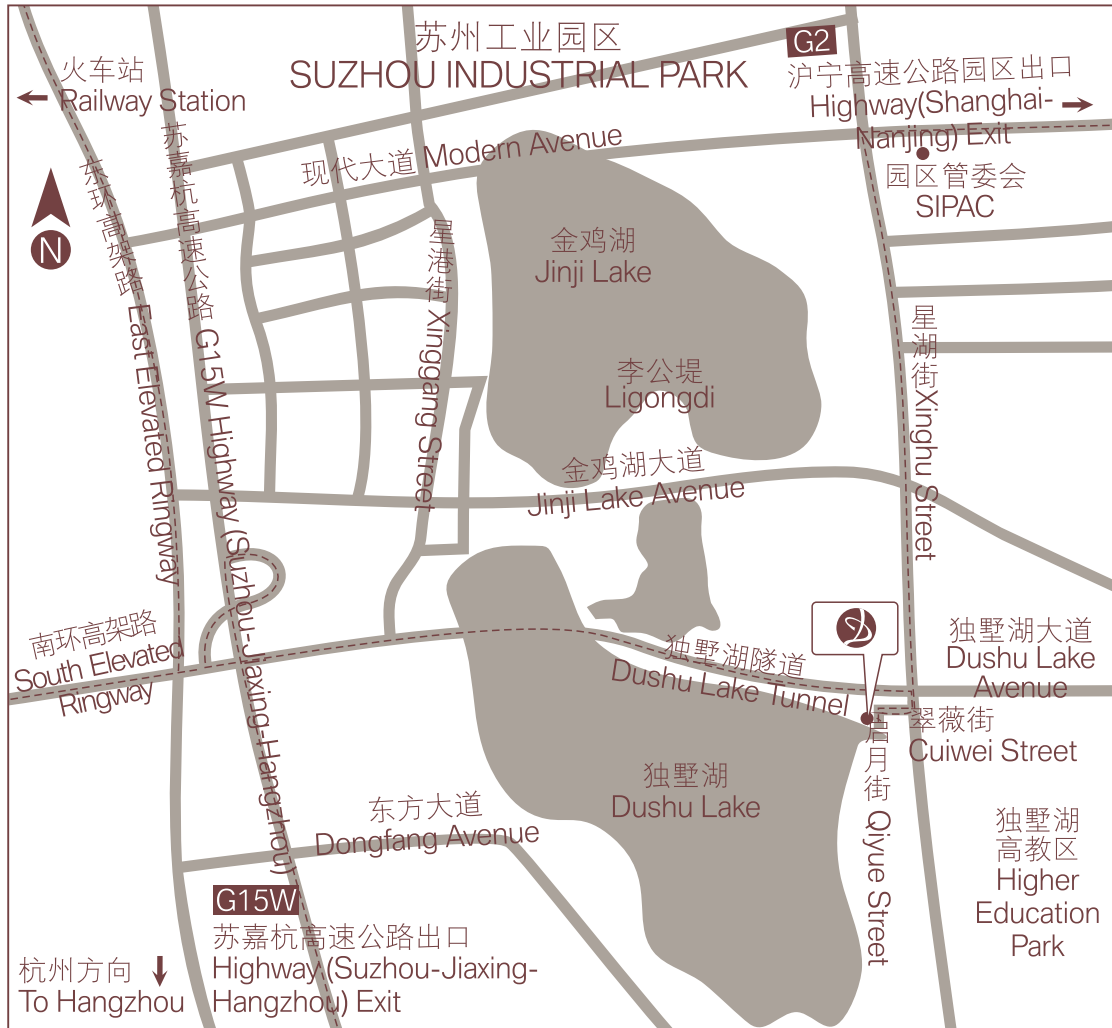 苏州工业园区
SUZHOU INDUSTRIAL PARK
G2
火车站
Railway Station
沪宁高速公路园区出口
Highway(Shanghai-
Nanjing) Exit
现代大道 Modern Avenue
园区管委会
SIPAC
N
东环高架路 East Elevated Ringway
苏嘉杭高速公路 G15W Highway (Suzhou-Jiaxing-Hangzhou)
星港街 Xinggang Street
金鸡湖
Jinji Lake
李公堤
Ligongdi
星湖街 Xinghu Street
金鸡湖大道
Jinji Lake Avenue
南环高架路
South Elevated
Ringway
独墅湖隧道
Dushu Lake Tunnel
独墅湖大道
Dushu Lake
Avenue
翠薇街
Cuiwei Street
启月街 Qiyue Street
独墅湖
Dushu Lake
东方大道
Dongfang Avenue
独墅湖
高教区
Higher
Education
Park
G15W
苏嘉杭高速公路出口
Highway (Suzhou-Jiaxing-
Hangzhou) Exit
杭州方向
To Hangzhou